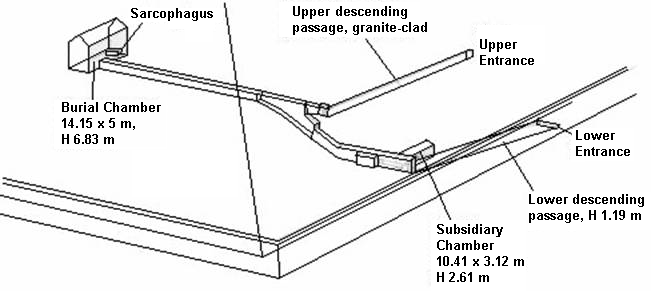 Sarcophagus
Upper descending
passage, granite-clad
Upper
Entrance
Burial Chamber
14.15 x 5 m,
H 6.83 m
Lower
Entrance
Lower descending
passage, H 1.19 m
Subsidiary
Chamber
10.41 x 3.12 m
H 2.61 m